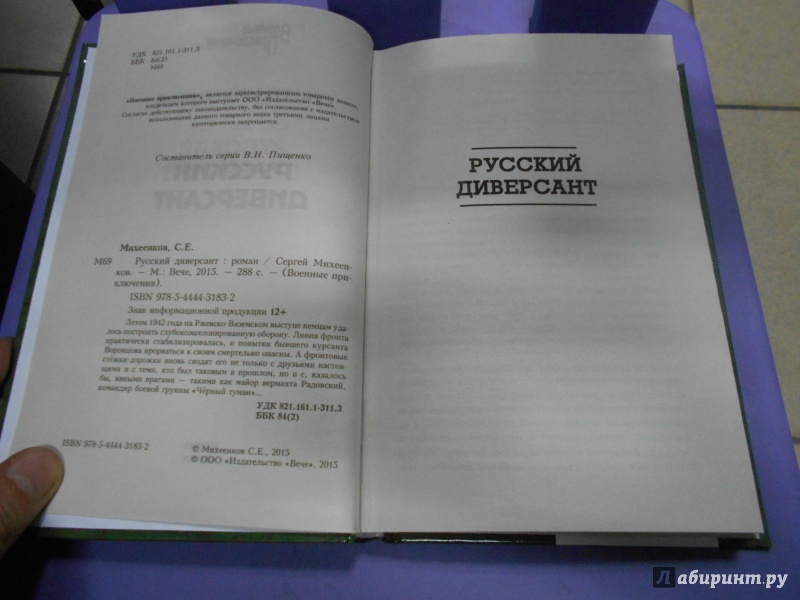 УДК 821.161.1-311.3
ББК 84(2)
М69
«Военные приключения», является зарегистрированным товарным знаком,
владельцем которого выступает ООО «Издательство «Вече».
Согласно действующему законодательству, без согласования с издательством
использование данного товарного знака третьими лицами
категорически запрещается.
Составитель серии В.И. Пищенко
Михеенков, С.Е.
М69 Русский диверсант : роман / Сергей Михеен-
ков. — М.: Вече, 2015. — 288 с. — (Военные при-
ключения).
ISBN 978-5-4444-3183-2
Знак информационной продукции 12+
Летом 1942 года на Ржевско-Вяземском выступе немцам уда-
лось построить глубокоэшелонированную оборону. Линия фронта
практически стабилизировалась, и попытки бывшего курсанта
Воронцова прорваться к своим смертельно опасны. А фронтовые
стёжки-дорожки вновь сводят его не только с друзьями настоя-
щими и с теми, кто был таковым в прошлом, но и с, казалось
бы, явными врагами — такими как майор вермахта Радовский,
командир боевой группы «Чёрный туман»...
УДК 821.161.1-311.3
ББК 84(2)
ISBN 978-5-4444-3183-2
© Михеенков С.Е., 2015
© ООО «Издательство «Вече», 2015
РУССКИЙ
ДИВЕРСАНТ
Лабиринт.ру